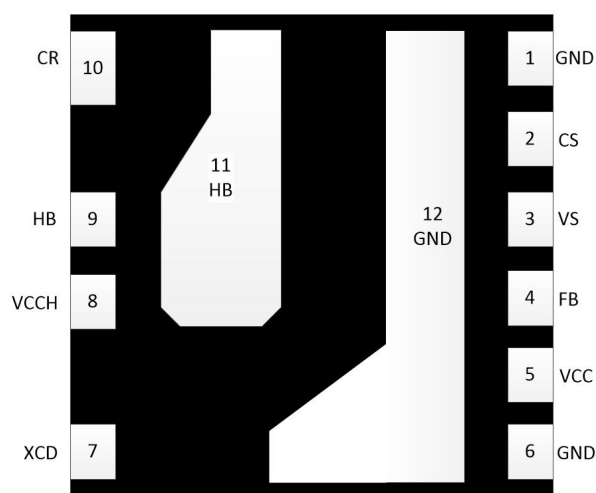 CR 10
1 GND
2 CS
11
HB
HB 9
12
GND
3 VS
VCCH 8
4 FB
5 VCC
XCD 7
6 GND